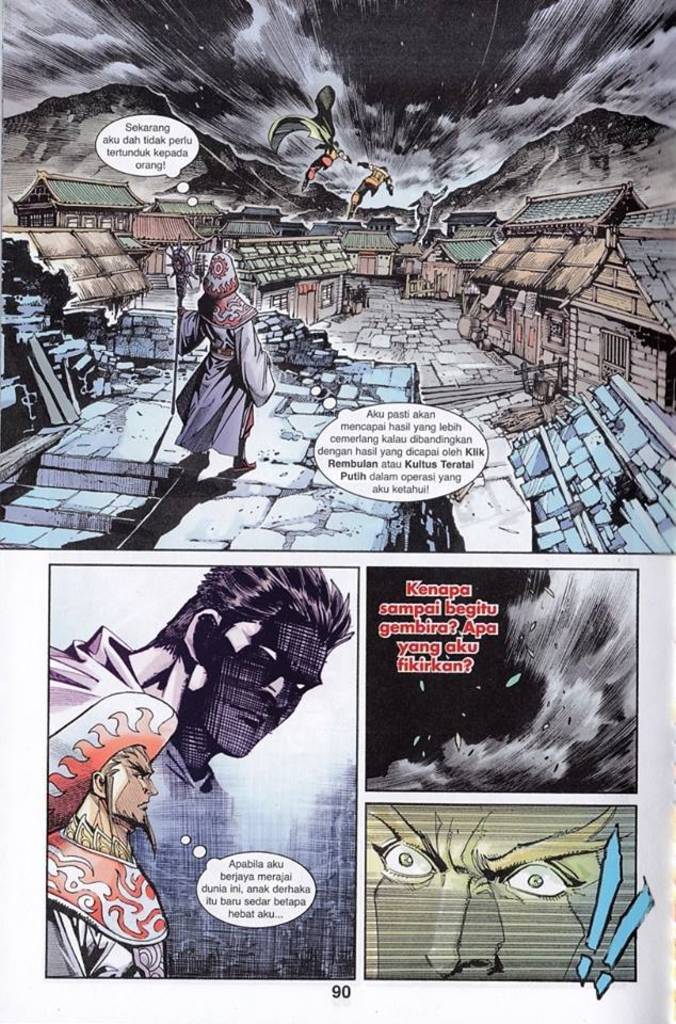 Sekarang
aku dah tidak perlu
tertunduk kepada
orang!
Aku pasti akan
mencapai hasil yang lebih
cemerlang kalau dibandingkan
dengan hasil yang dicapai oleh Klik
Rembulan atau Kultus Teratai
Putih dalam operasi yang
aku ketahui!
Kenapa
sampai begitu
gembira? Apa
yang aku
fikirkan?
Apabila aku
berjaya merajai
dunia ini, anak derhaka
itu baru sedar betapa
hebat aku...
!!
90